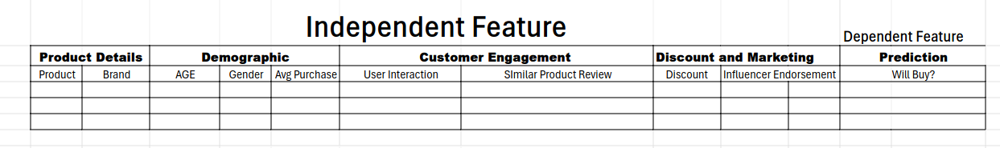 Independent Feature
Dependent Feature
Product Details Demographic Customer Engagement Discount and Marketing Prediction
Product Brand AGE Gender Avg Purchase User Interaction SImilar Product Review Discount Influencer Endorsement Will Buy?